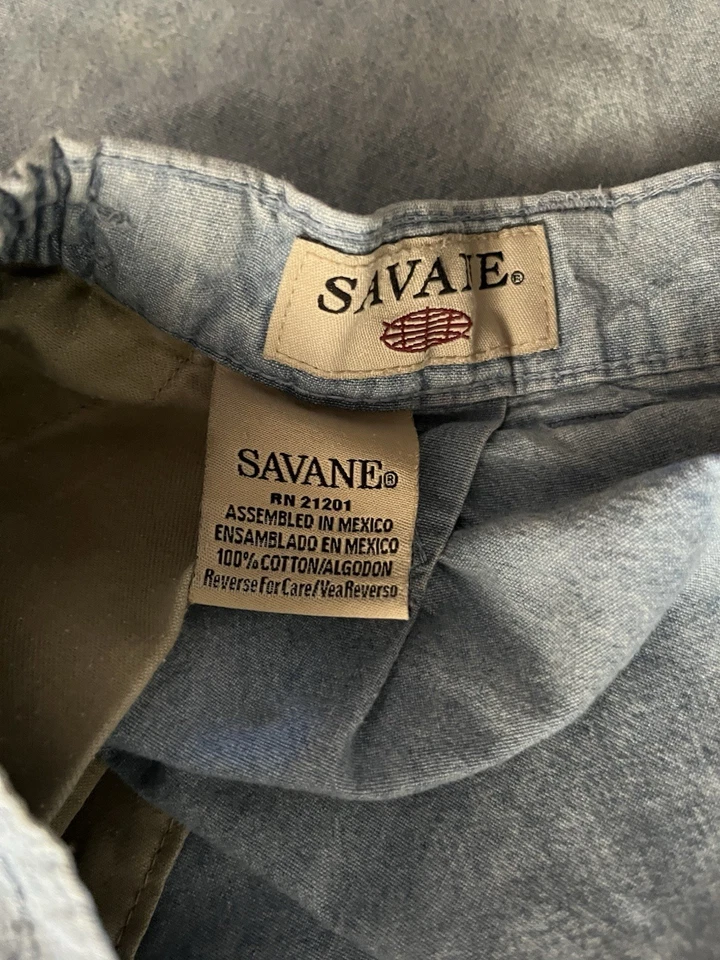 SAVANE®
SAVANE®
RN 21201
ASSEMBLED IN MEXICO
ENSAMBLADO EN MEXICO
100% COTTON/ALGODON
Reverse For Care/Vea Reverso